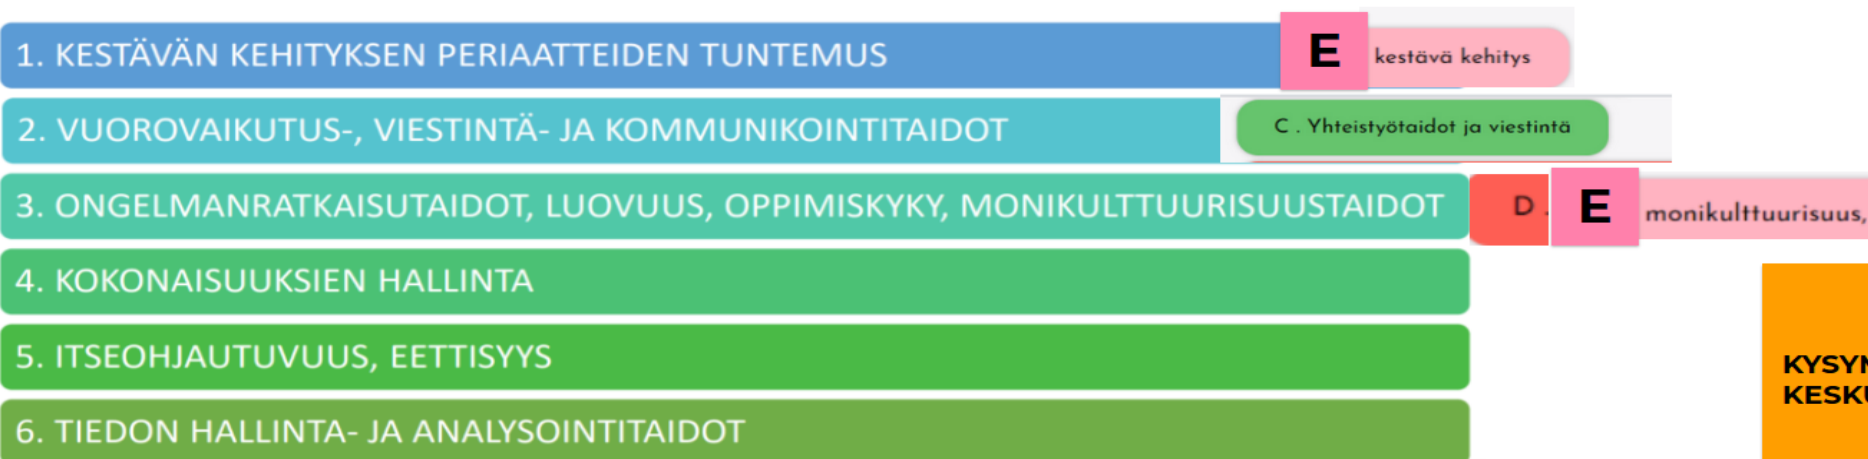 1. KESTÄVÄN KEHITYKSEN PERIAATTEIDEN TUNTEMUS
E kestävä kehitys
2. VUOROVAIKUTUS-, VIESTINTÄ- JA KOMMUNIKOINTITAIDOT
C . Yhteistyötaidot ja viestintä
3. ONGELMANRATKAISUTAIDOT, LUOVUUS, OPPIMISKYKY, MONIKULTTUURISUUSTAIDOT
D .
E monikulttuurisuus,
4. KOKONAISUUKSIEN HALLINTA
5. ITSEOHJAUTUVUUS, EETTISYYS
6. TIEDON HALLINTA- JA ANALYSOINTITAIDOT